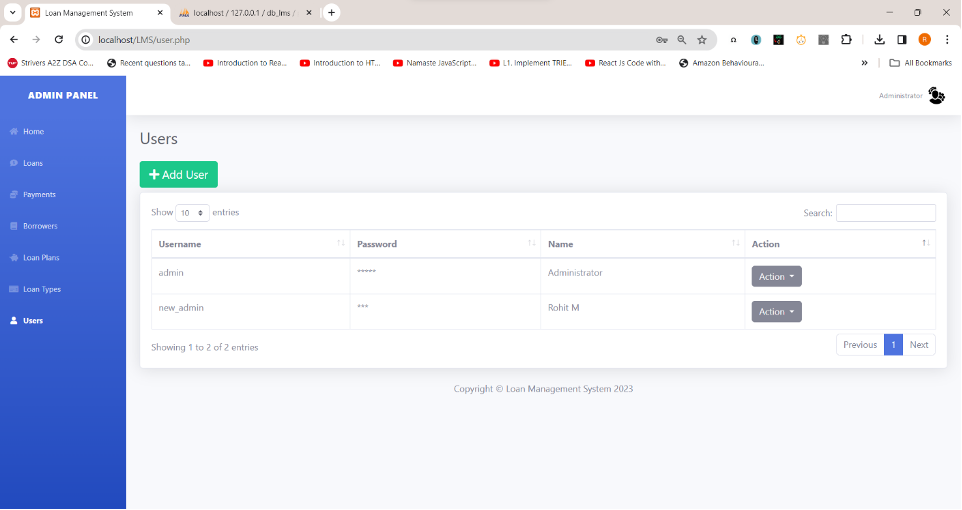 Loan Management System
localhost / 127.0.0.1 / db_lms /
localhost/LMS/user.php
Strivers A2Z DSA Co...
Recent questions ta...
Introduction to Rea...
Introduction to HT...
Namaste JavaScript...
L1. Implement TRIE...
React Js Code with...
Amazon Behavioura...
»
All Bookmarks
ADMIN PANEL
Administrator
Home
Loans
Payments
Borrowers
Loan Plans
Loan Types
Users
Users
Add User
Show 10 entries
Search:
Username Password Name Action
admin ***** Administrator Action
new_admin *** Rohit M Action
Showing 1 to 2 of 2 entries
Previous 1 Next
Copyright © Loan Management System 2023